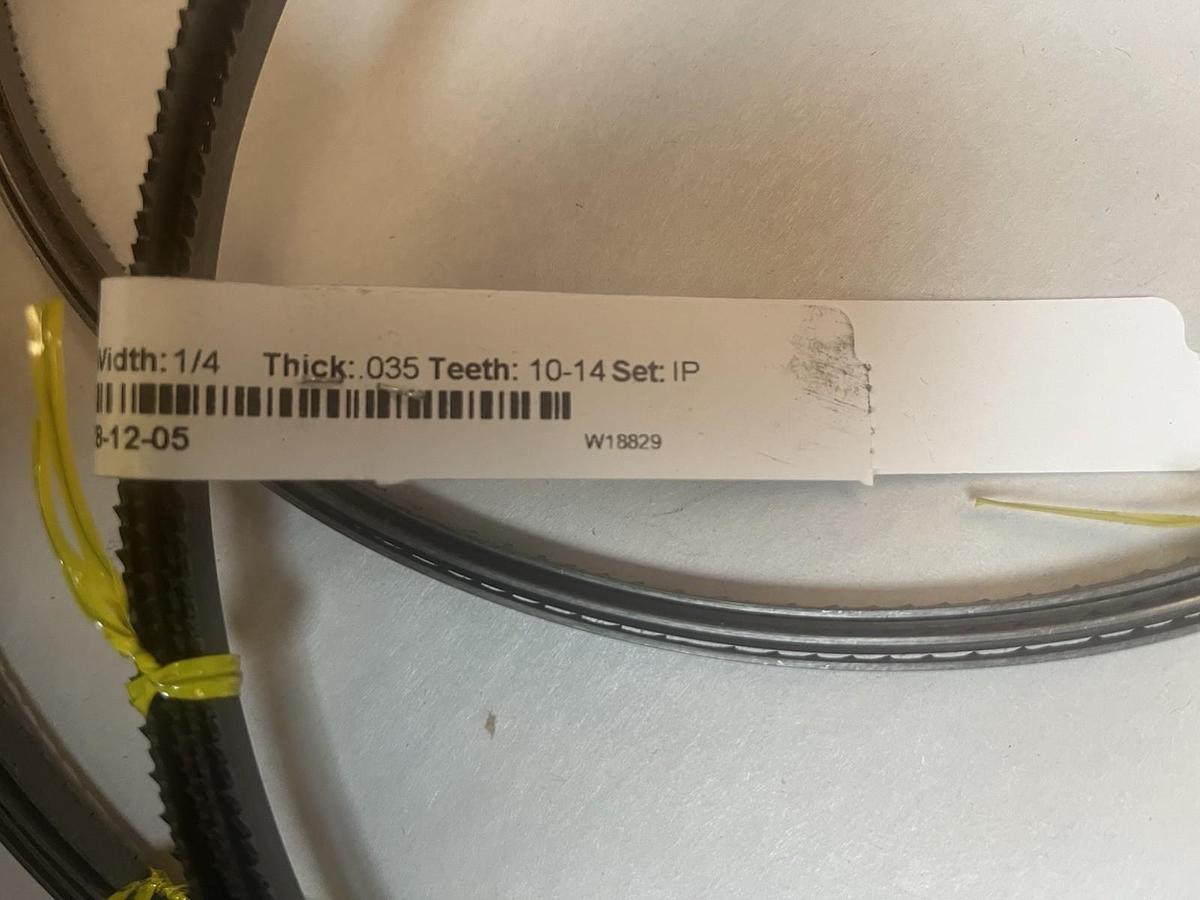 Width: 1/4 Thick: .035 Teeth: 10-14 Set: IP
8-12-05
W18829